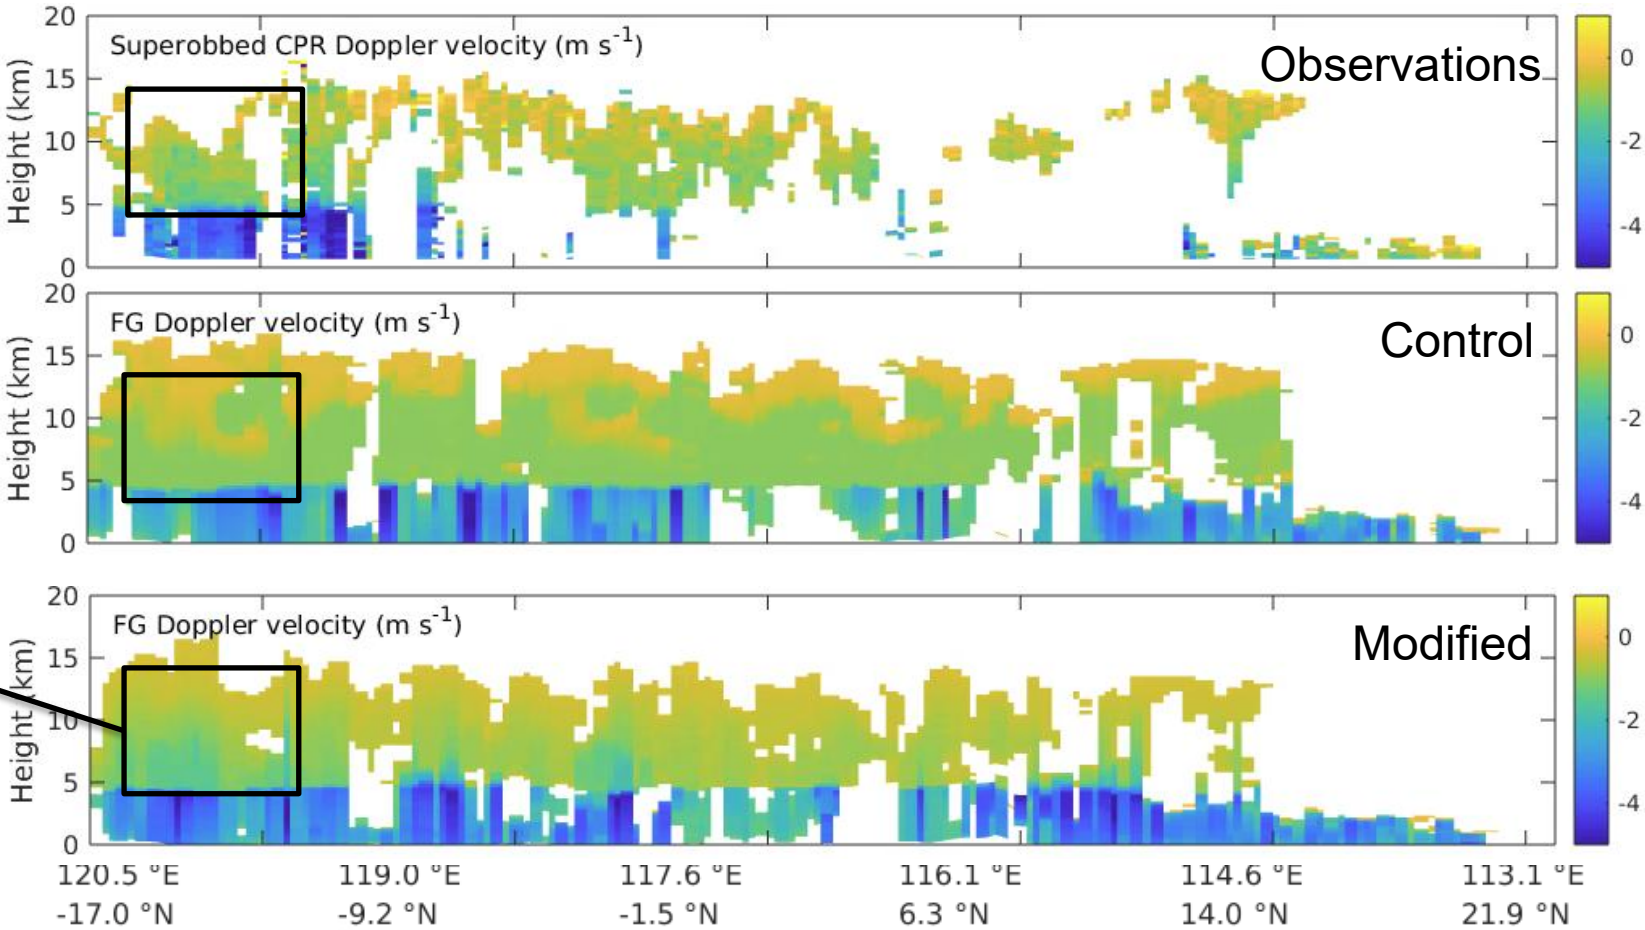 20
15
10
5
0
Height (km)
Superobbed CPR Doppler velocity (m s-1)
Observations
0
-2
-4
20
15
10
5
0
Height (km)
FG Doppler velocity (m s-1)
Control
0
-2
-4
20
15
10
5
0
Height (km)
FG Doppler velocity (m s-1)
Modified
0
-2
-4
120.5 °E 119.0 °E 117.6 °E 116.1 °E 114.6 °E 113.1 °E
-17.0 °N -9.2 °N -1.5 °N 6.3 °N 14.0 °N 21.9 °N